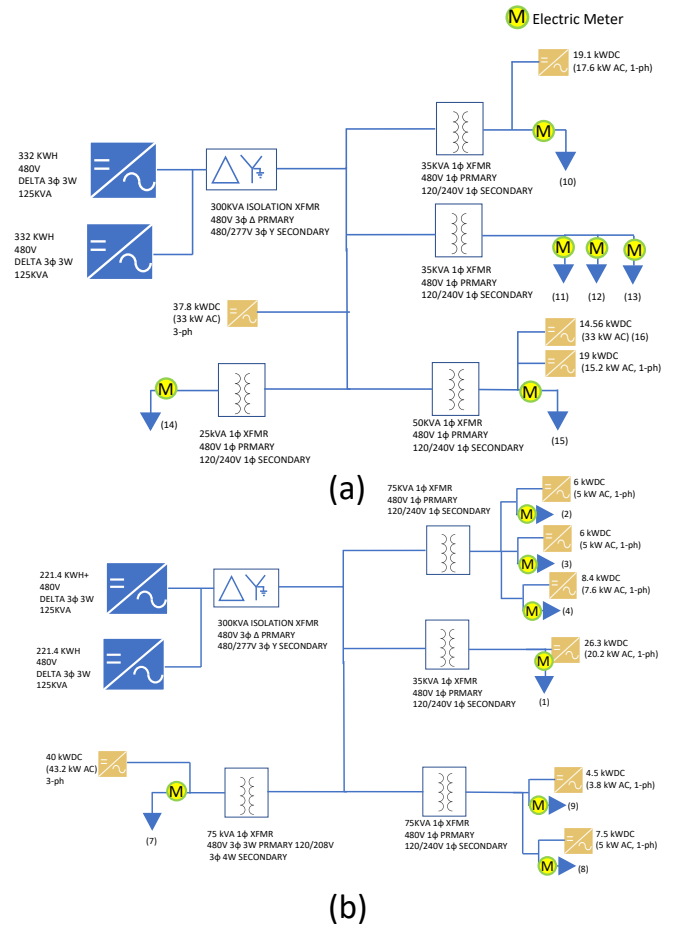 M Electric Meter
19.1 kWDC
(17.6 kW AC, 1-ph)
M
(10)
35KVA 1ϕ XFMR
480V 1ϕ PRMARY
120/240V 1ϕ SECONDARY
332 KWH
480V
DELTA 3ϕ 3W
125KVA
300KVA ISOLATION XFMR
480V 3ϕ Δ PRMARY
480/277V 3ϕ Y SECONDARY
332 KWH
480V
DELTA 3ϕ 3W
125KVA
M M M
(11) (12) (13)
35KVA 1ϕ XFMR
480V 1ϕ PRMARY
120/240V 1ϕ SECONDARY
37.8 kWDC
(33 kW AC)
3-ph
14.56 kWDC
(33 kW AC) (16)
19 kWDC
(15.2 kW AC, 1-ph)
M
(14)
M
(15)
25kVA 1ϕ XFMR
480V 1ϕ PRMARY
120/240V 1ϕ SECONDARY
50KVA 1ϕ XFMR
480V 1ϕ PRMARY
120/240V 1ϕ SECONDARY
(a)
75KVA 1ϕ XFMR
480V 1ϕ PRMARY
120/240V 1ϕ SECONDARY
6 kWDC
(5 kW AC, 1-ph)
M
(2)
6 kWDC
(5 kW AC, 1-ph)
M
(3)
8.4 kWDC
(7.6 kW AC, 1-ph)
M
(4)
221.4 KWH+
480V
DELTA 3ϕ 3W
125KVA
300KVA ISOLATION XFMR
480V 3ϕ Δ PRMARY
480/277V 3ϕ Y SECONDARY
221.4 KWH
480V
DELTA 3ϕ 3W
125KVA
26.3 kWDC
(20.2 kW AC, 1-ph)
M
(1)
35KVA 1ϕ XFMR
480V 1ϕ PRMARY
120/240V 1ϕ SECONDARY
40 kWDC
(43.2 kW AC)
3-ph
M
(7)
75 kVA 1ϕ XFMR
480V 3ϕ 3W PRMARY 120/208V
3ϕ 4W SECONDARY
75KVA 1ϕ XFMR
480V 1ϕ PRMARY
120/240V 1ϕ SECONDARY
4.5 kWDC
(3.8 kW AC, 1-ph)
M
(9)
7.5 kWDC
(5 kW AC, 1-ph)
M
(8)
(b)